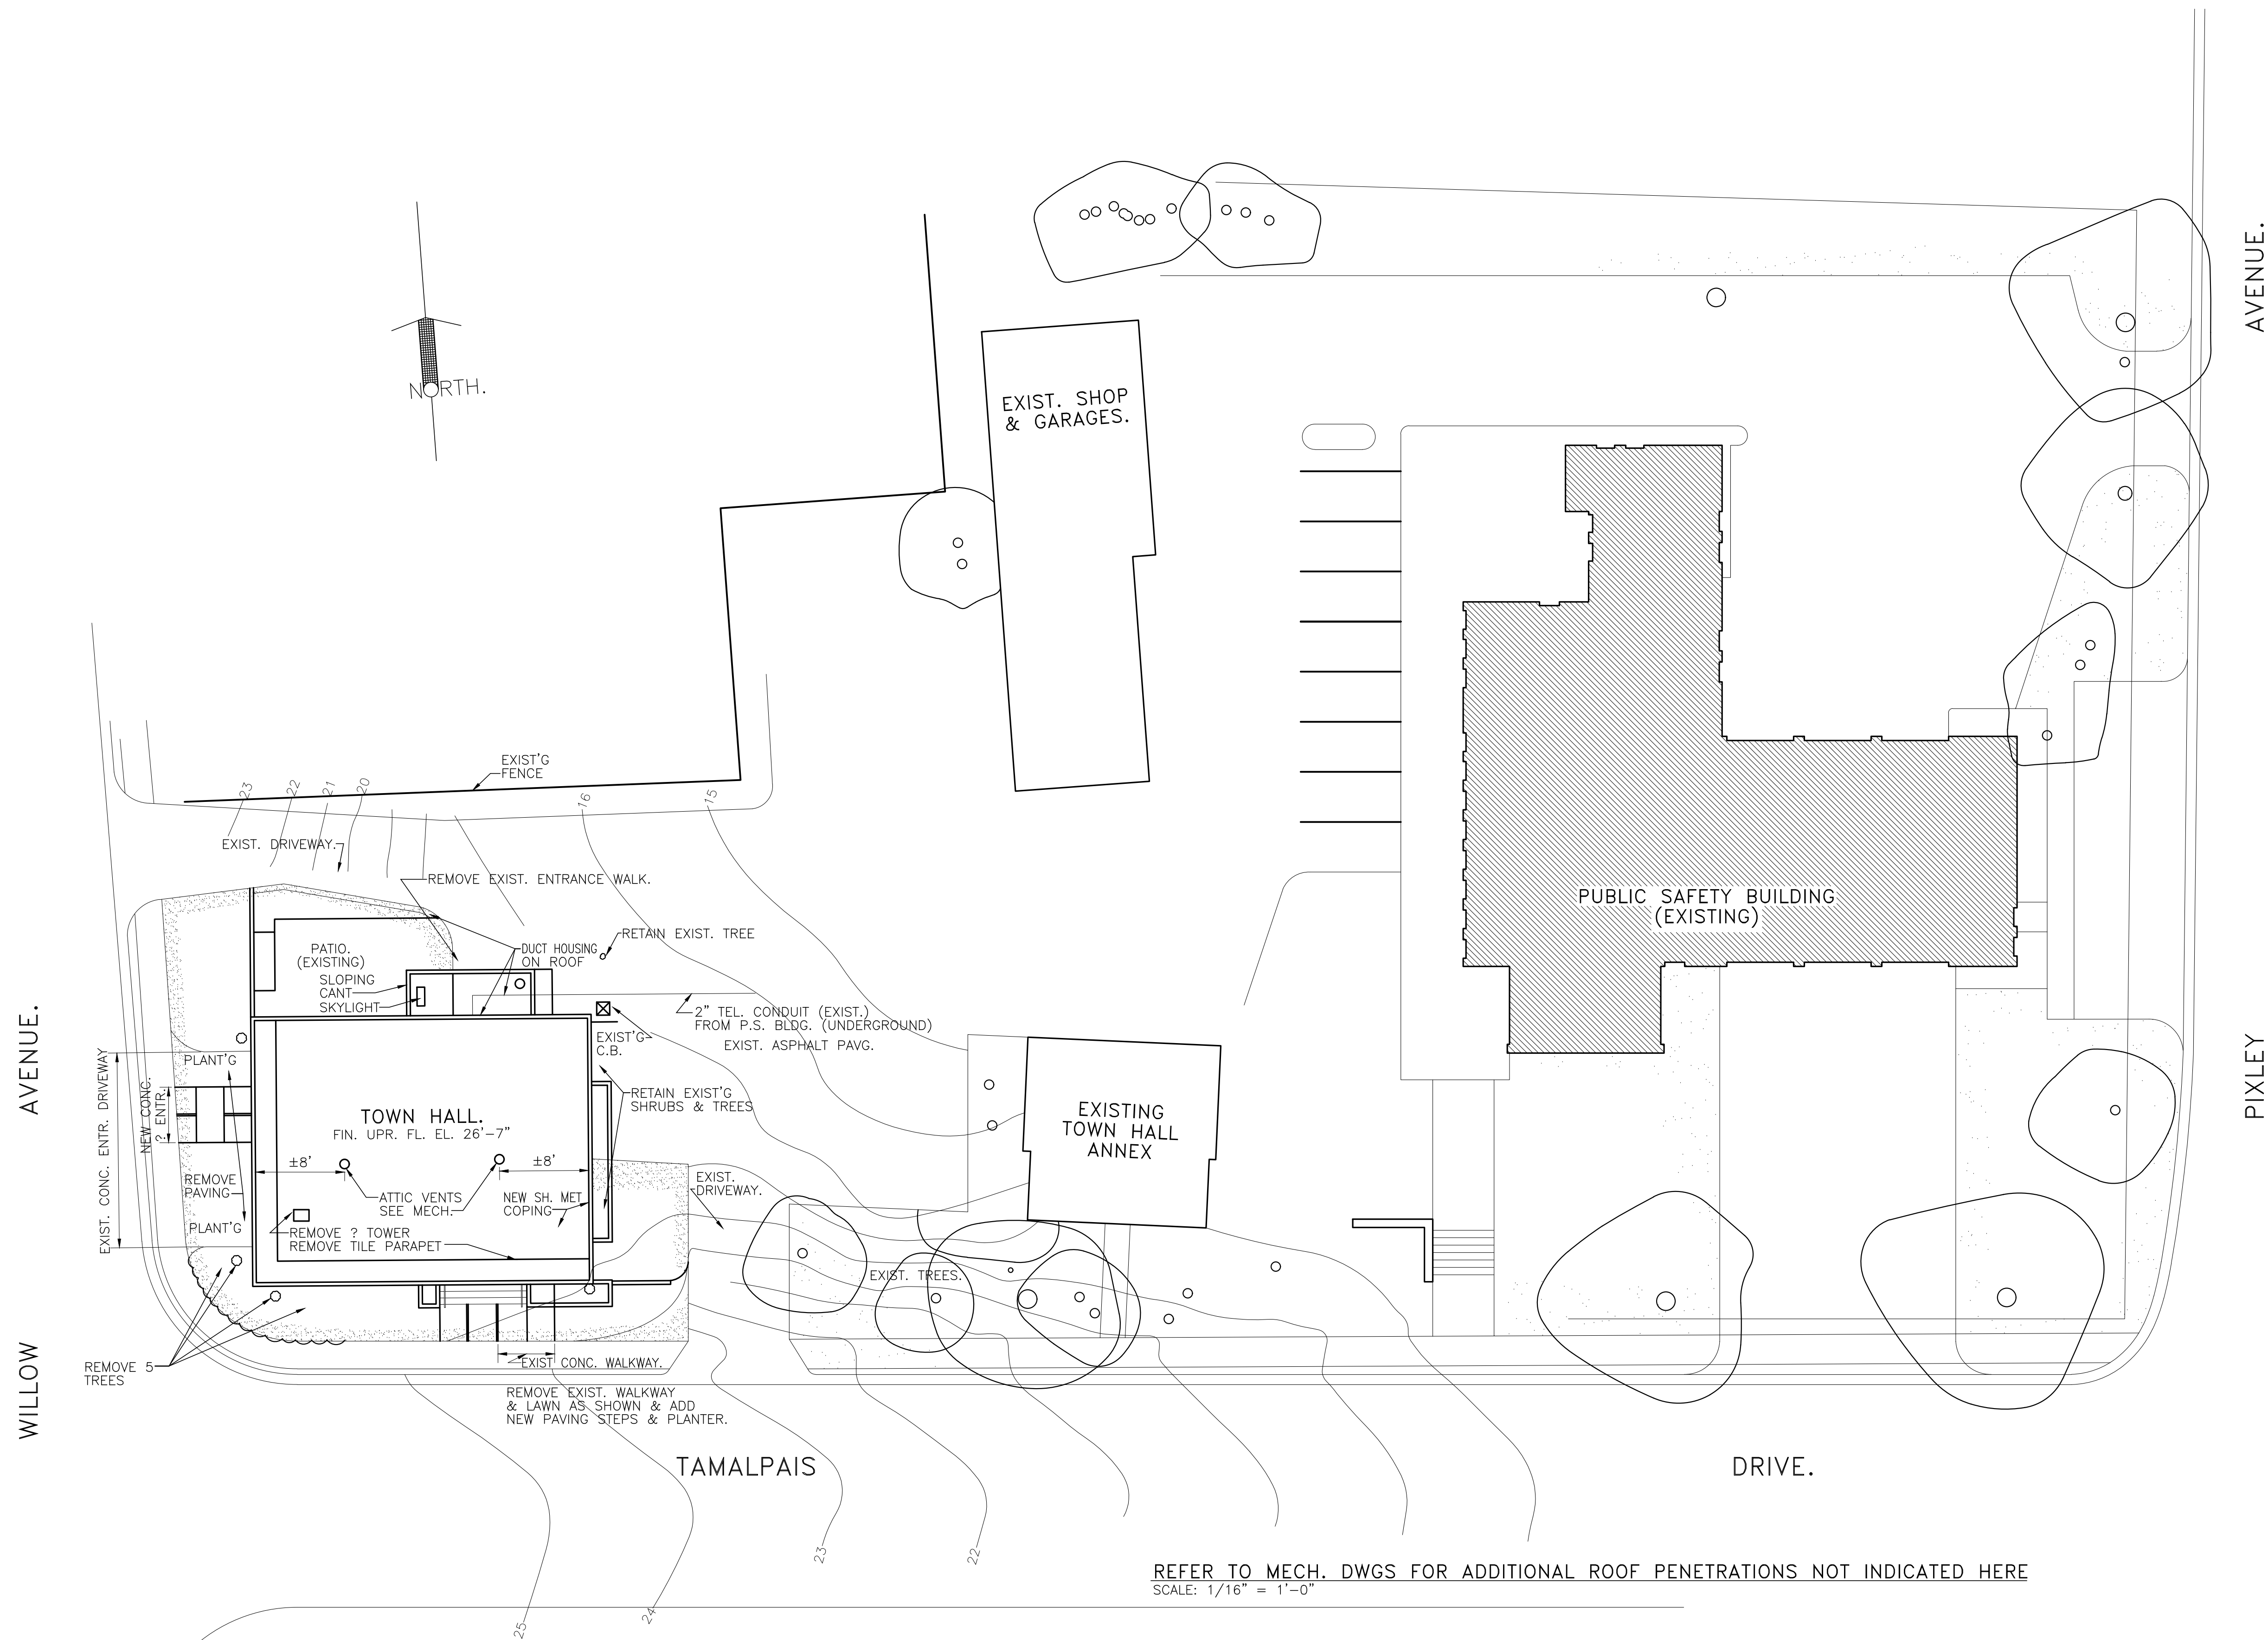 AVENUE.
NORTH.
EXIST. SHOP
& GARAGES.
EXIST'G
FENCE
23
22
21
20
16
15
EXIST. DRIVEWAY.
REMOVE EXIST. ENTRANCE WALK.
PUBLIC SAFETY BUILDING
(EXISTING)
RETAIN EXIST. TREE
PATIO.
(EXISTING)
DUCT HOUSING
ON ROOF
SLOPING
CANT
SKYLIGHT
2" TEL. CONDUIT (EXIST.)
FROM P.S. BLDG. (UNDERGROUND)
EXIST'G
C.B.
EXIST. ASPHALT PAVG.
AVENUE.
PIXLEY
EXIST. CONC. ENTR. DRIVEWAY
NEW CONC.
? ENTR.
PLANT'G
RETAIN EXIST'G
SHRUBS & TREES
TOWN HALL.
FIN. UPR. FL. EL. 26'-7"
EXISTING
TOWN HALL
ANNEX
±8'
±8'
REMOVE
PAVING
ATTIC VENTS
SEE MECH.
NEW SH. MET
COPING
EXIST.
DRIVEWAY.
PLANT'G
REMOVE ? TOWER
REMOVE TILE PARAPET
EXIST. TREES.
REMOVE 5
TREES
EXIST CONC. WALKWAY.
REMOVE EXIST. WALKWAY
& LAWN AS SHOWN & ADD
NEW PAVING STEPS & PLANTER.
WILLOW
TAMALPAIS
DRIVE.
23
22
25
24
REFER TO MECH. DWGS FOR ADDITIONAL ROOF PENETRATIONS NOT INDICATED HERE
SCALE: 1/16" = 1'-0"